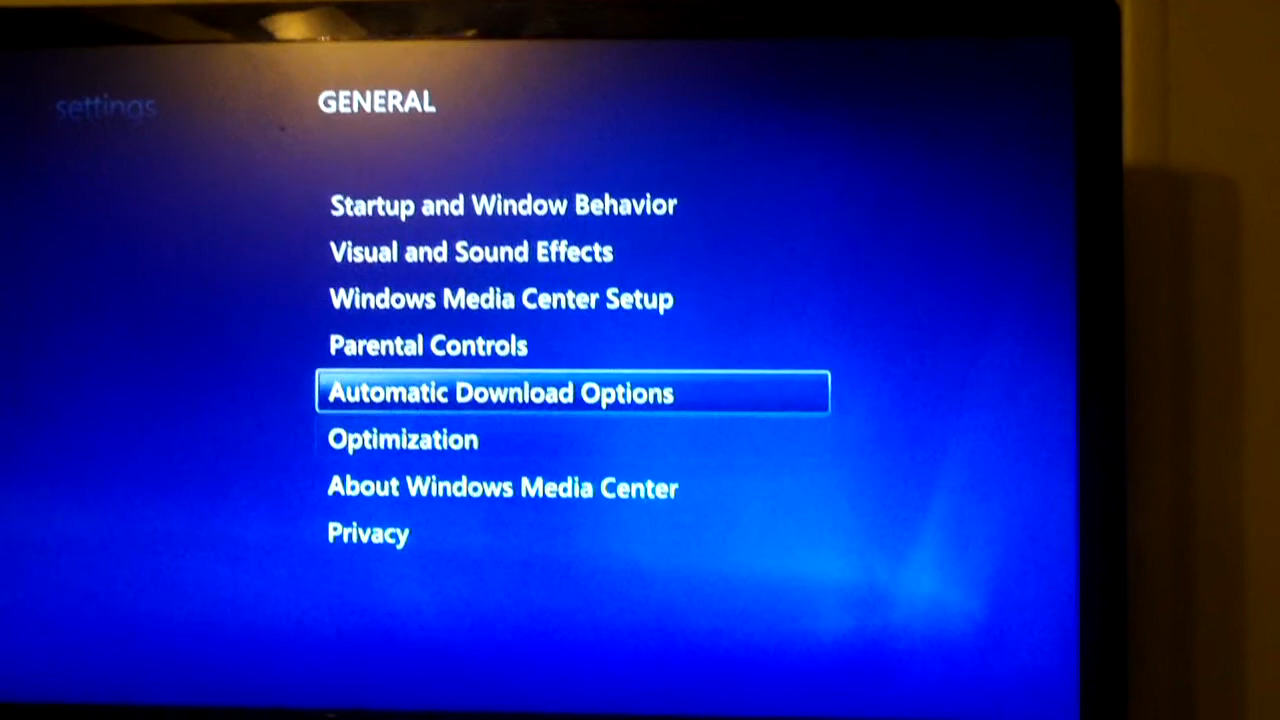 settings
GENERAL
Startup and Window Behavior
Visual and Sound Effects
Windows Media Center Setup
Parental Controls
Automatic Download Options
Optimization
About Windows Media Center
Privacy